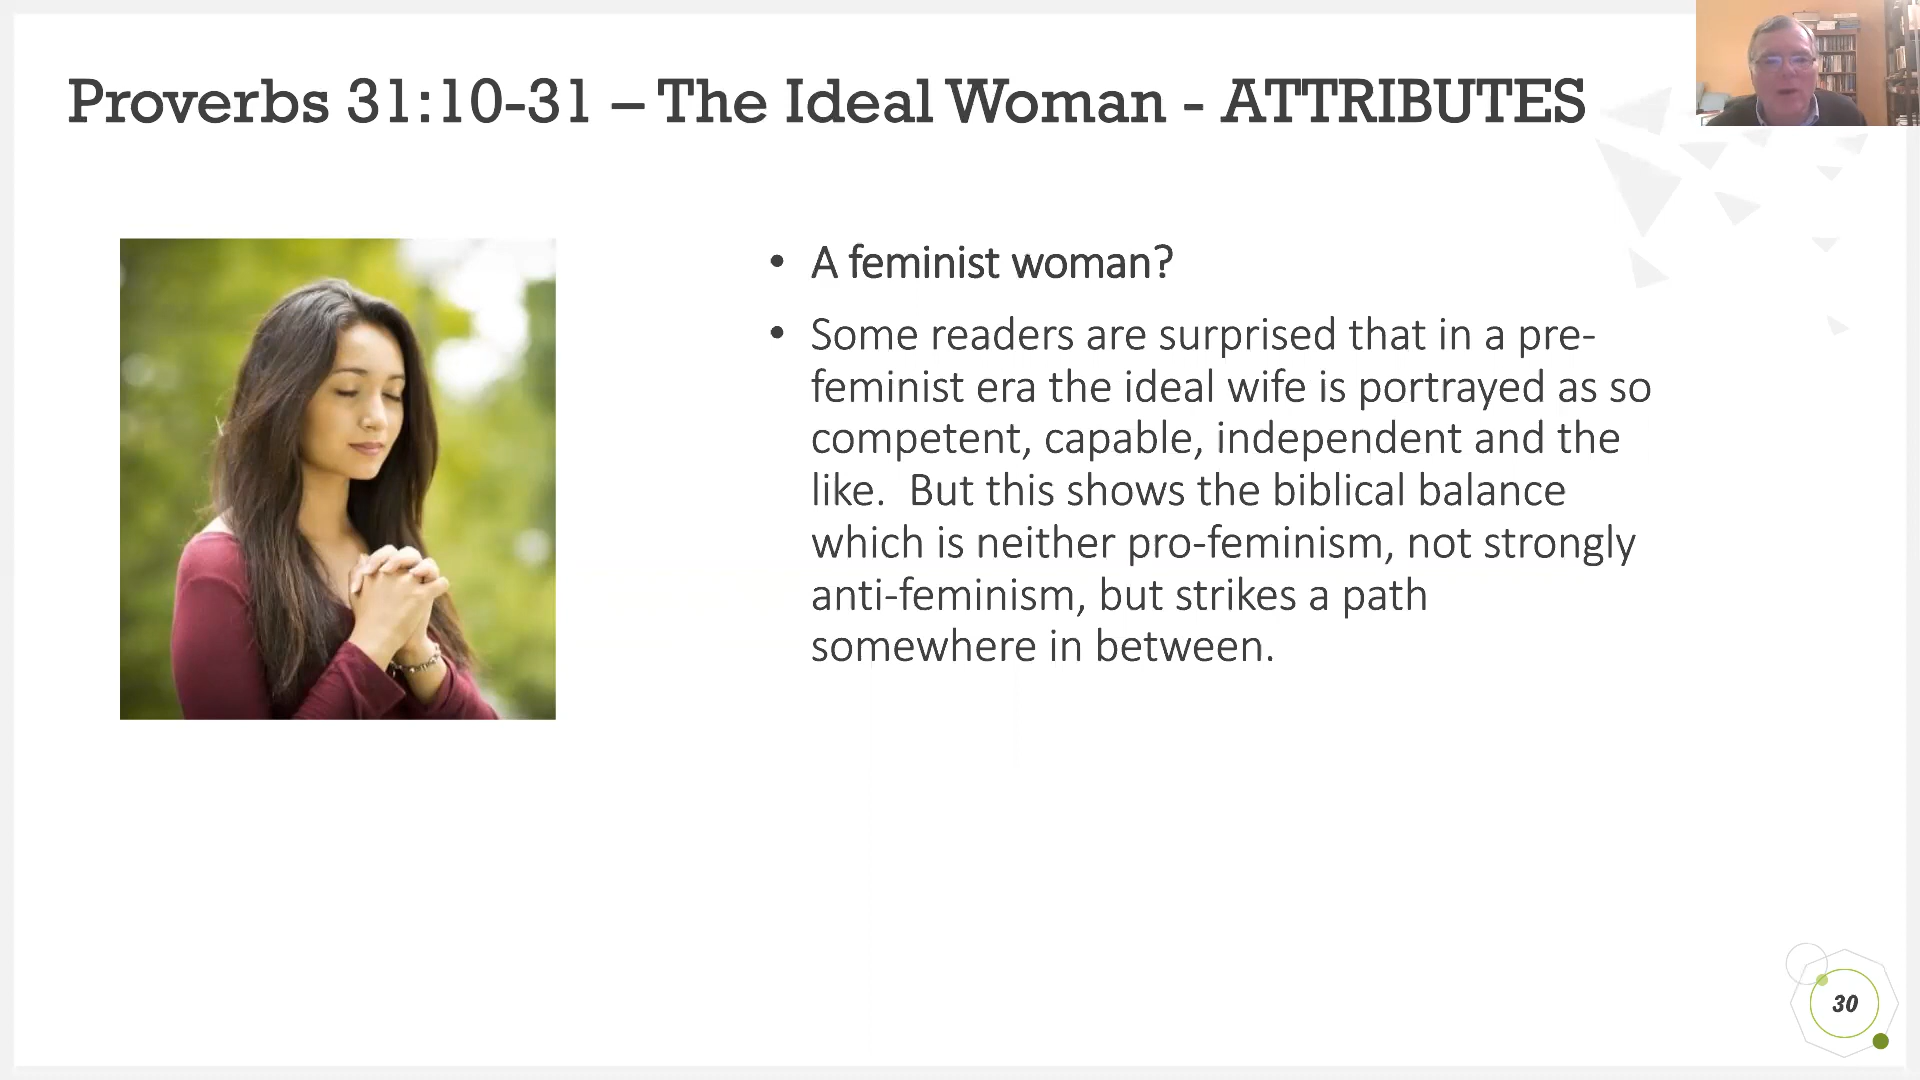 Proverbs 31:10-31 – The Ideal Woman - ATTRIBUTES
• A feminist woman?
• Some readers are surprised that in a pre-
feminist era the ideal wife is portrayed as so
competent, capable, independent and the
like.  But this shows the biblical balance
which is neither pro-feminism, not strongly
anti-feminism, but strikes a path
somewhere in between.
30